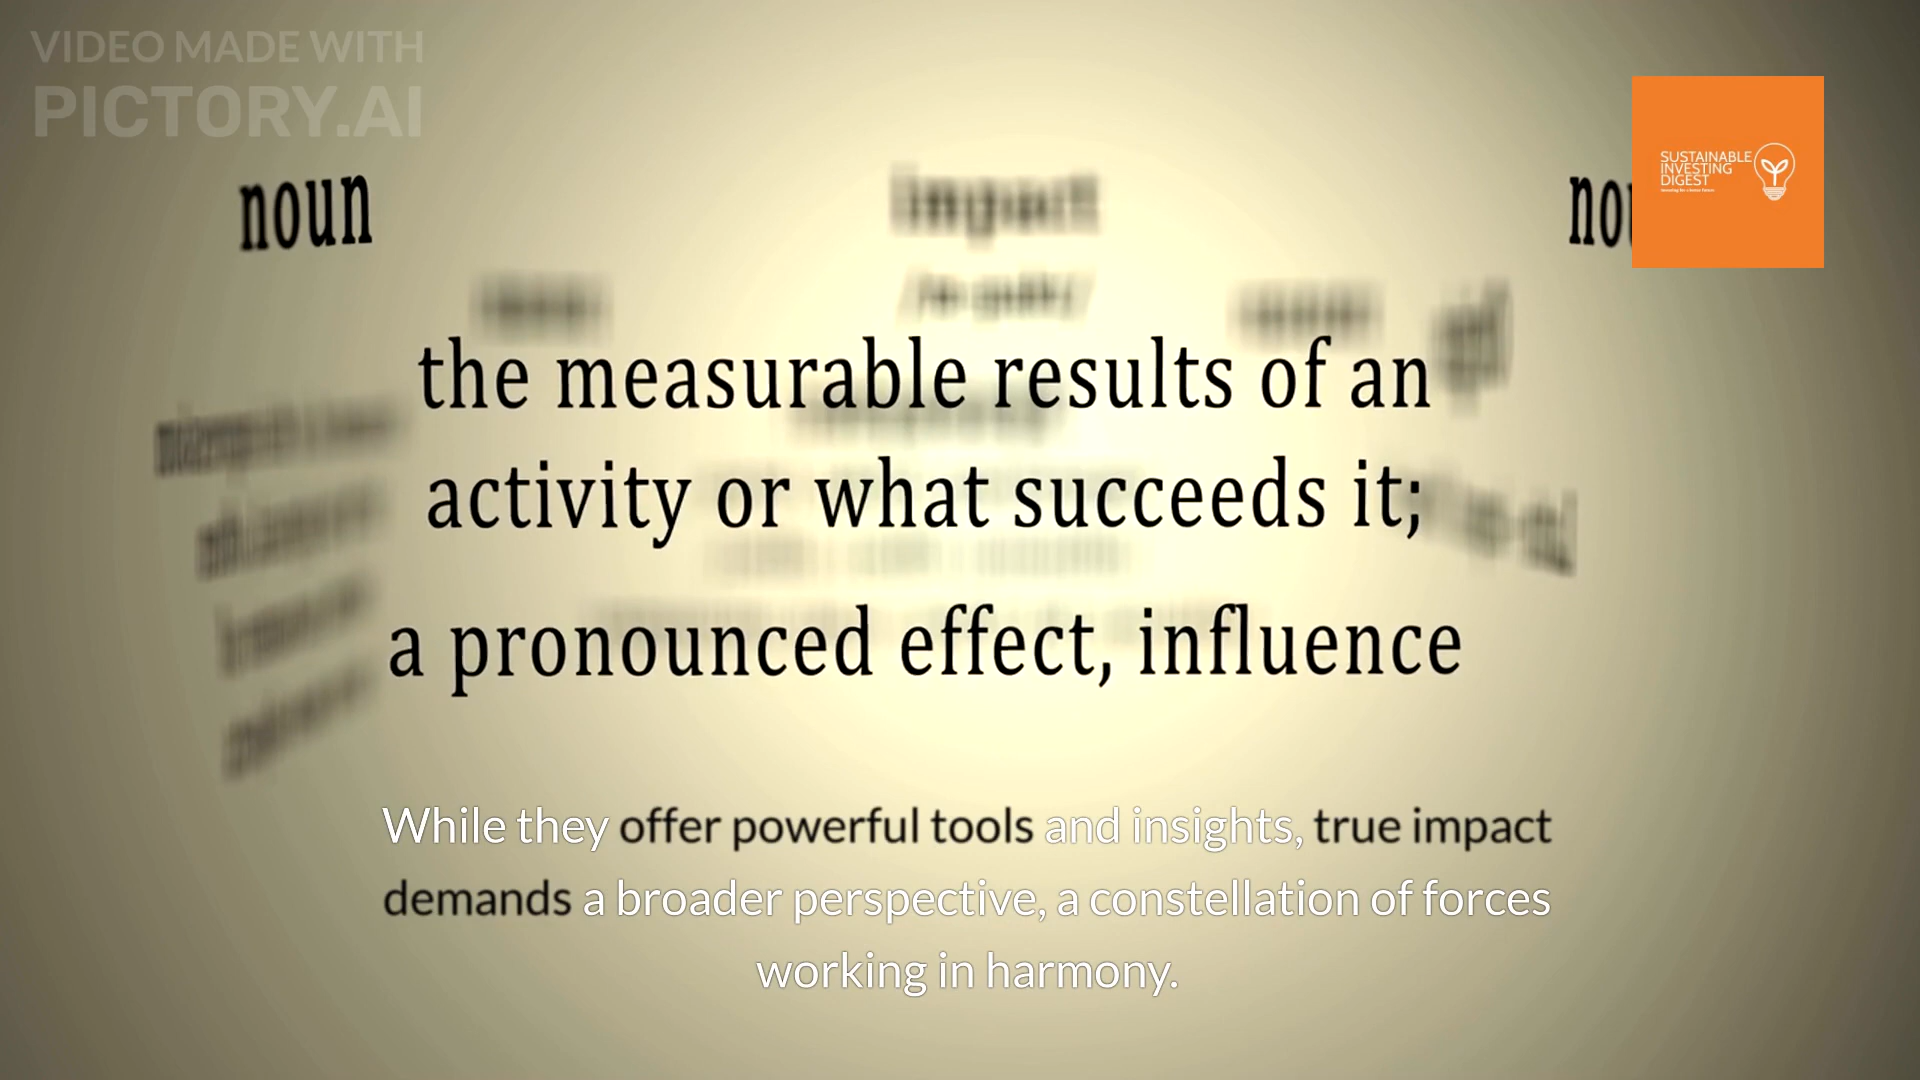 VIDEO MADE WITH
PICTORY.AI
SUSTAINABLE
INVESTING
DIGEST
noun
impact
the measurable results of an
activity or what succeeds it;
a pronounced effect, influence
While they offer powerful tools and insights, true impact
demands a broader perspective, a constellation of forces
working in harmony.